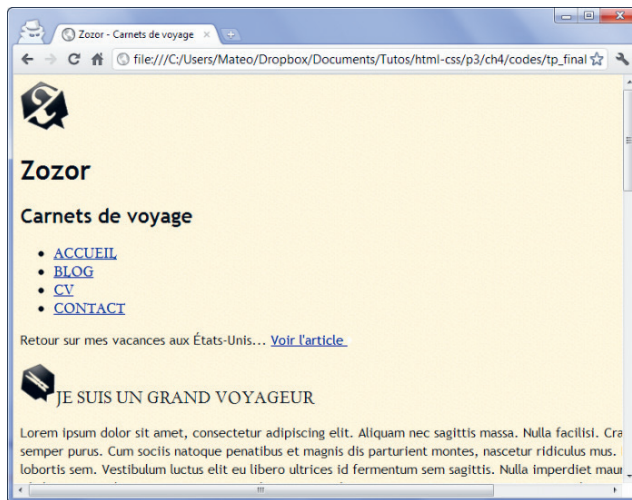 Zozor - Carnets de voyage
file:///C:/Users/Mateo/Dropbox/Documents/Tutos/html-css/p3/ch4/codes/tp_final
Zozor
Carnets de voyage
ACCUEIL
BLOG
CV
CONTACT
Retour sur mes vacances aux États-Unis... Voir l'article
JE SUIS UN GRAND VOYAGEUR
Lorem ipsum dolor sit amet, consectetur adipiscing elit. Aliquam nec sagittis massa. Nulla facilisi. Cra
semper purus. Cum sociis natoque penatibus et magnis dis parturient montes, nascetur ridiculus mus.
lobortis sem. Vestibulum luctus elit eu libero ultrices id fermentum sem sagittis. Nulla imperdiet maur